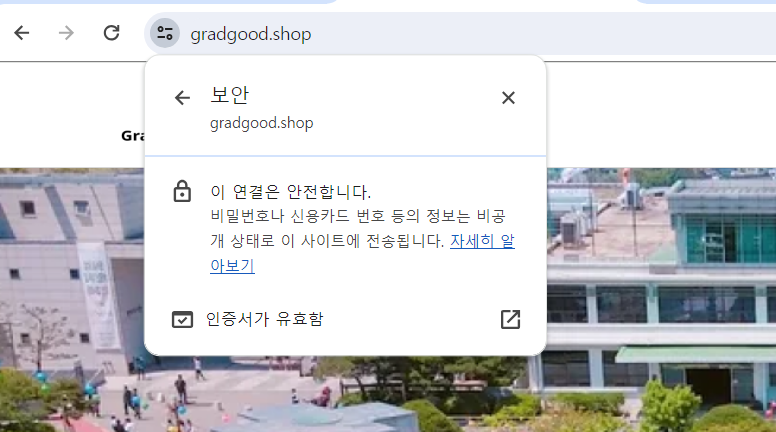 gradgood.shop
보안
gradgood.shop
Gra
이 연결은 안전합니다.
비밀번호나 신용카드 번호 등의 정보는 비공
개 상태로 이 사이트에 전송됩니다. 자세히 알
아보기
인증서가 유효함